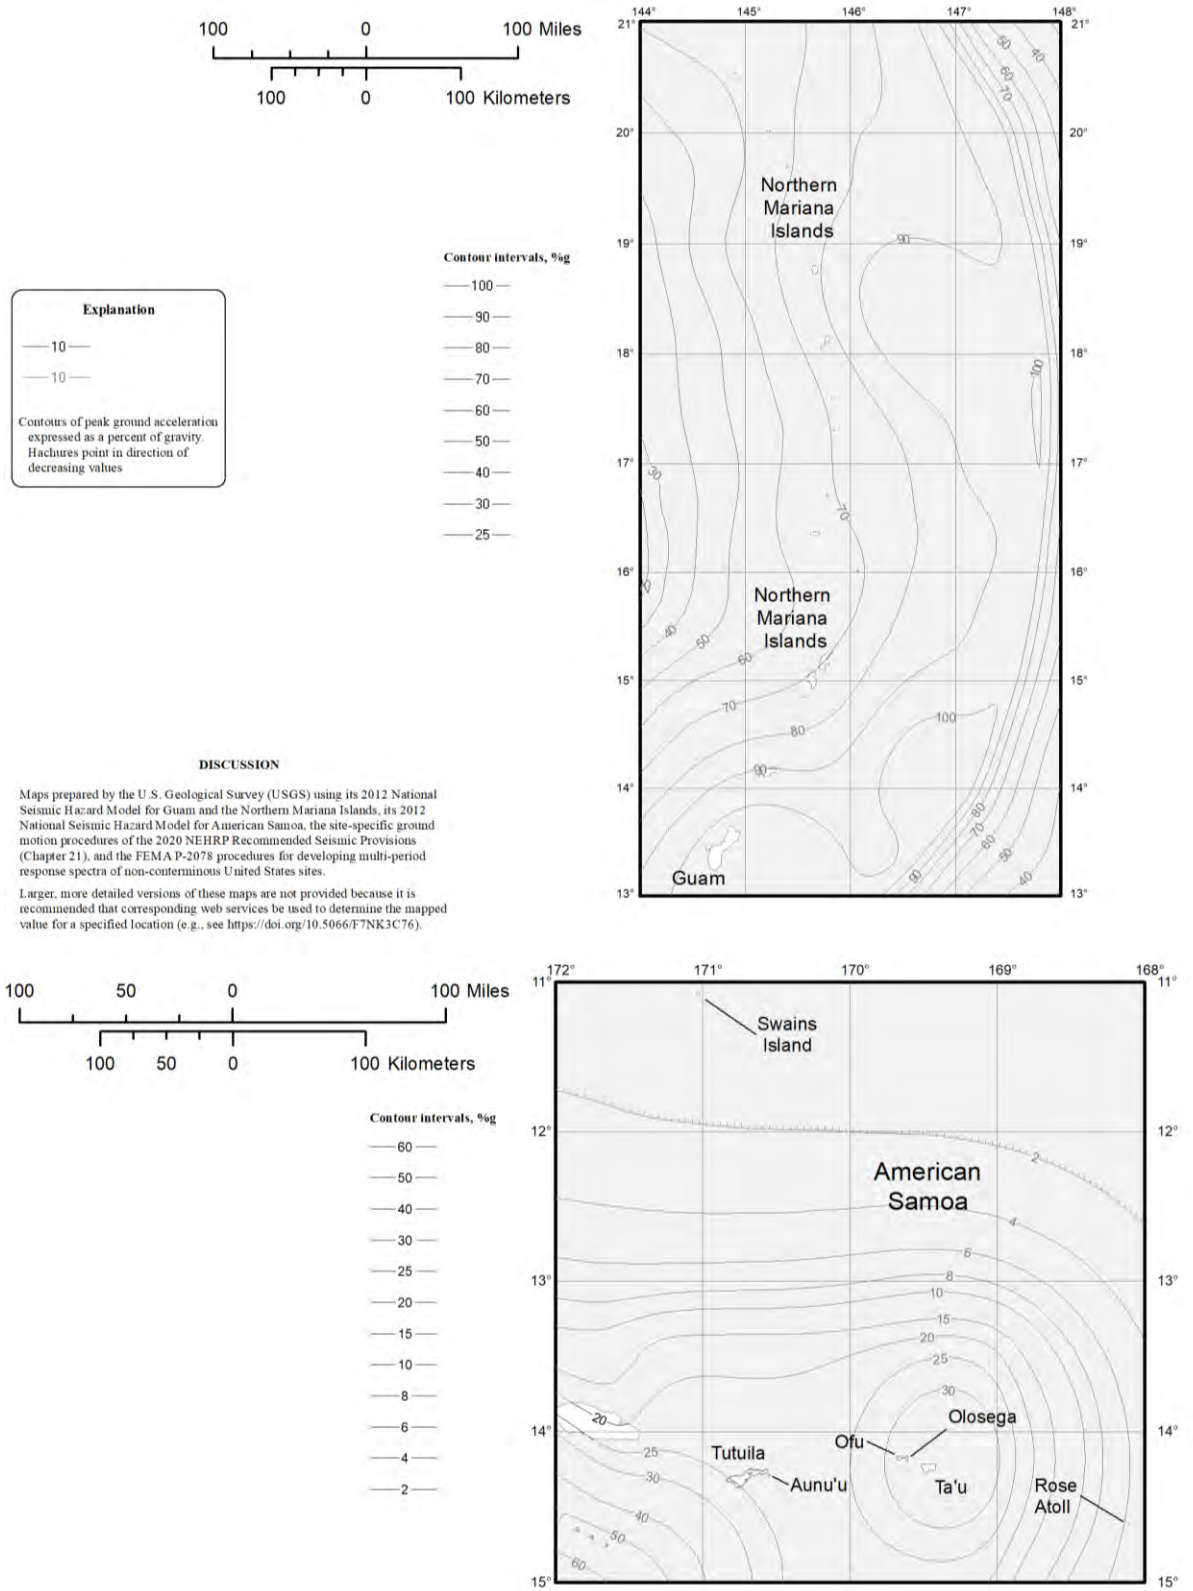 100 0 100 Miles
100 0 100 Kilometers
144° 145° 146° 147° 148°
21° 21°
50
40
60
70
20° 20°
Northern
Mariana
Islands
19° 90 19°
Contour intervals, %g
100
90
80
70
60
50
40
30
25
Explanation
10
10
Contours of peak ground acceleration
expressed as a percent of gravity.
Hachures point in direction of
decreasing values
18° 18°
100
17° 17°
30
70
16° 16°
25
Northern
Mariana
Islands
40
50
60
15° 15°
70
100
80
90
14° 14°
80
70
60
50
90
40
Guam
13° 13°
DISCUSSION
Maps prepared by the U.S. Geological Survey (USGS) using its 2012 National
Seismic Hazard Model for Guam and the Northern Mariana Islands, its 2012
National Seismic Hazard Model for American Samoa, the site-specific ground
motion procedures of the 2020 NEHRP Recommended Seismic Provisions
(Chapter 21), and the FEMA P-2078 procedures for developing multi-period
response spectra of non-conterminous United States sites.
Larger, more detailed versions of these maps are not provided because it is
recommended that corresponding web services be used to determine the mapped
value for a specified location (e.g., see https://doi.org/10.5066/F7NK3C76).
100 50 0 100 Miles
100 50 0 100 Kilometers
172° 171° 170° 169° 168°
11° 11°
Swains
Island
Contour intervals, %g
60
50
40
30
25
20
15
10
8
6
4
2
12° 12°
2
American
Samoa
4
6
13° 8 13°
10
15
20
25
30
20
Olosega
14° 14°
Ofu
Tutuila
25
30
Aunu'u
Ta'u
Rose
Atoll
40
50
60
15° 15°